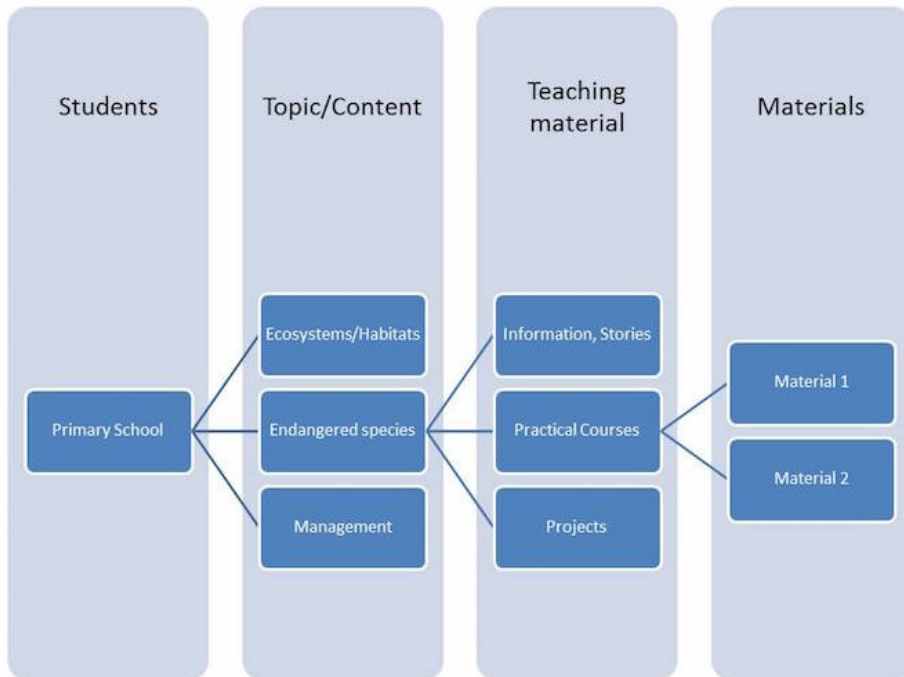 Students
Topic/Content
Teaching
material
Materials
Primary School
Ecosystems/Habitats
Endangered species
Management
Information, Stories
Practical Courses
Projects
Material 1
Material 2